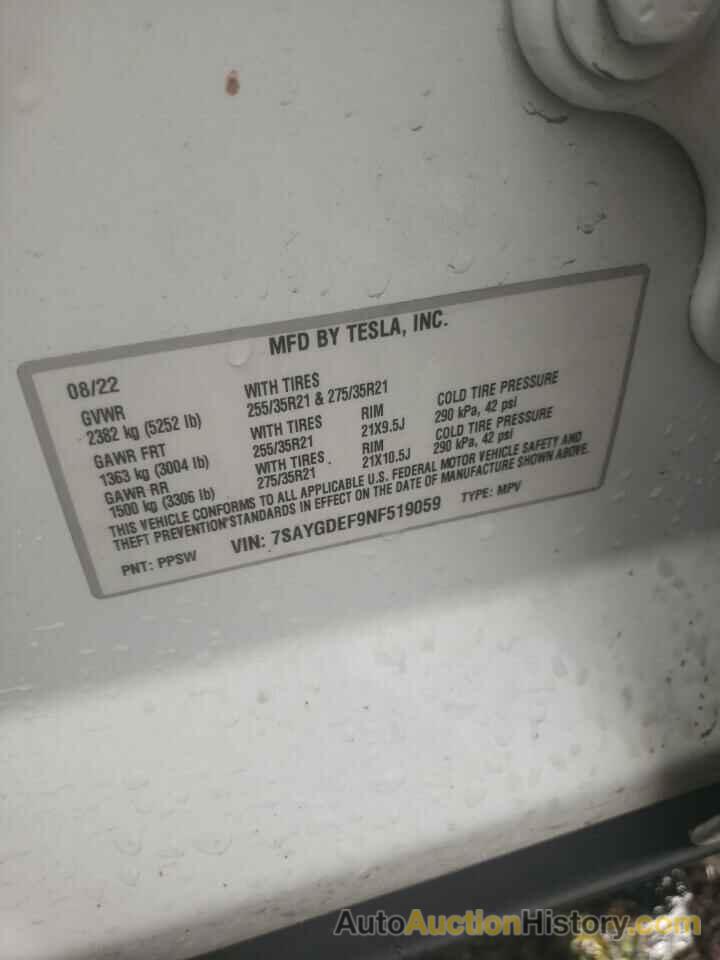 MFD BY TESLA, INC.
08/22
GVWR WITH TIRES
2382 kg (5252 lb) 255/35R21 & 275/35R21 COLD TIRE PRESSURE
GAWR FRT WITH TIRES RIM 290 kPa, 42 psi
1363 kg (3004 lb) 255/35R21 21X9.5J COLD TIRE PRESSURE
GAWR RR WITH TIRES RIM 290 kPa, 42 psi
1500 kg (3306 lb) 275/35R21 21X10.5J
THIS VEHICLE CONFORMS TO ALL APPLICABLE U.S. FEDERAL MOTOR VEHICLE SAFETY AND
THEFT PREVENTION STANDARDS IN EFFECT ON THE DATE OF MANUFACTURE SHOWN ABOVE.
PNT: PPSW VIN: 7SAYGDEF9NF519059 TYPE: MPV
AutoAuctionHistory.com